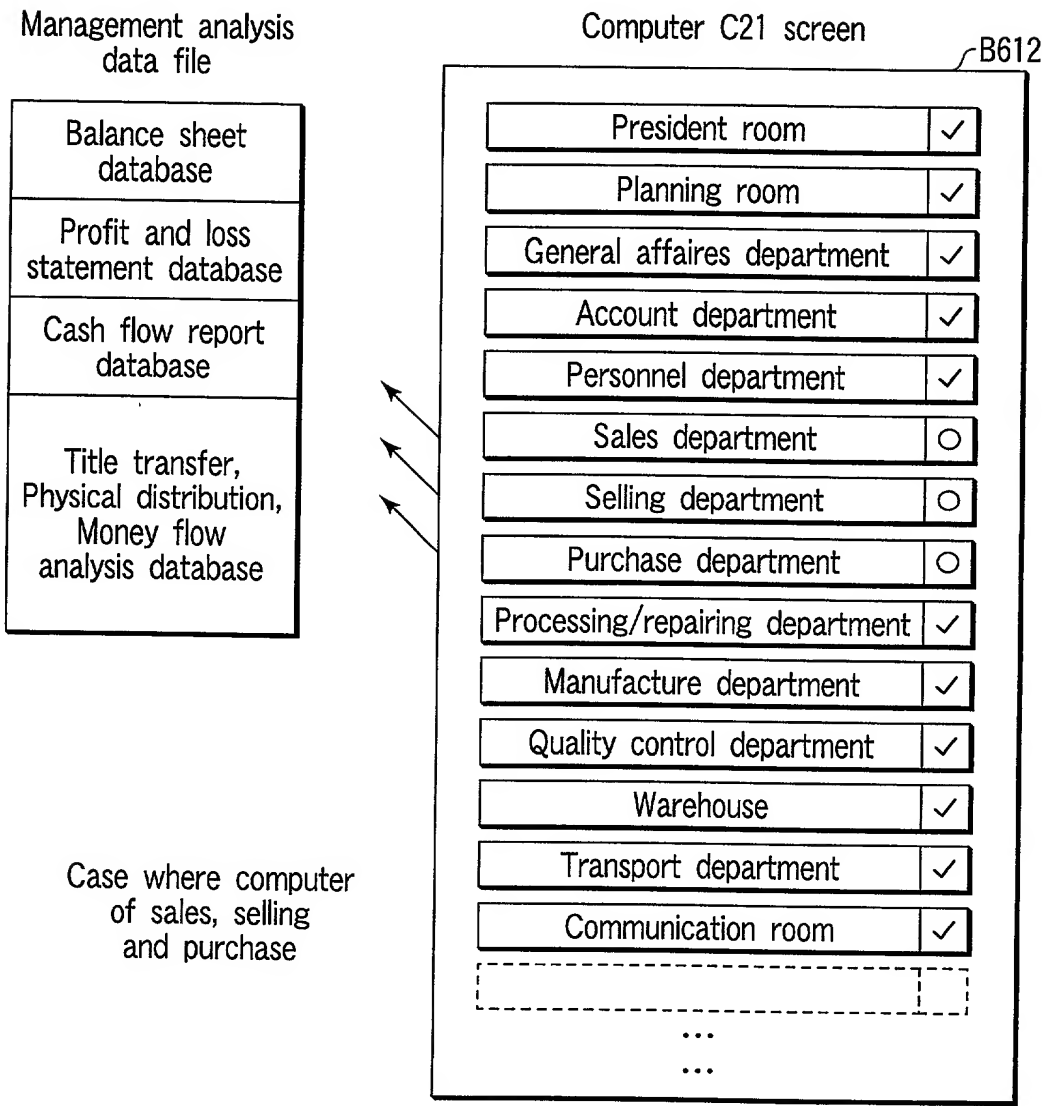 Management analysis
data file
Balance sheet
database
Profit and loss
statement database
Cash flow report
database
Title transfer,
Physical distribution,
Money flow
analysis database
Case where computer
of sales, selling
and purchase
Computer C21 screen
B612
President room ✓
Planning room ✓
General affaires department ✓
Account department ✓
Personnel department ✓
Sales department ○
Selling department ○
Purchase department ○
Processing/repairing department ✓
Manufacture department ✓
Quality control department ✓
Warehouse ✓
Transport department ✓
Communication room ✓
...
...